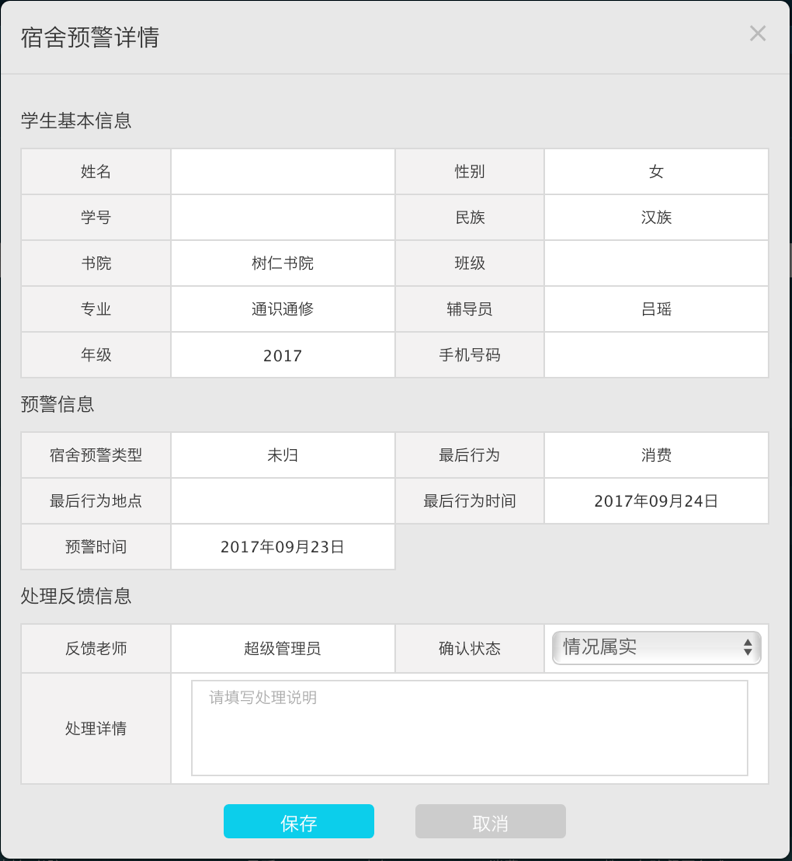 宿舍预警详情
学生基本信息
姓名 性别 女
学号 民族 汉族
书院 树仁书院 班级
专业 通识通修 辅导员 吕瑶
年级 2017 手机号码
预警信息
宿舍预警类型 未归 最后行为 消费
最后行为地点 最后行为时间 2017年09月24日
预警时间 2017年09月23日
处理反馈信息
反馈老师 超级管理员 确认状态 情况属实
处理详情 请填写处理说明
保存 取消